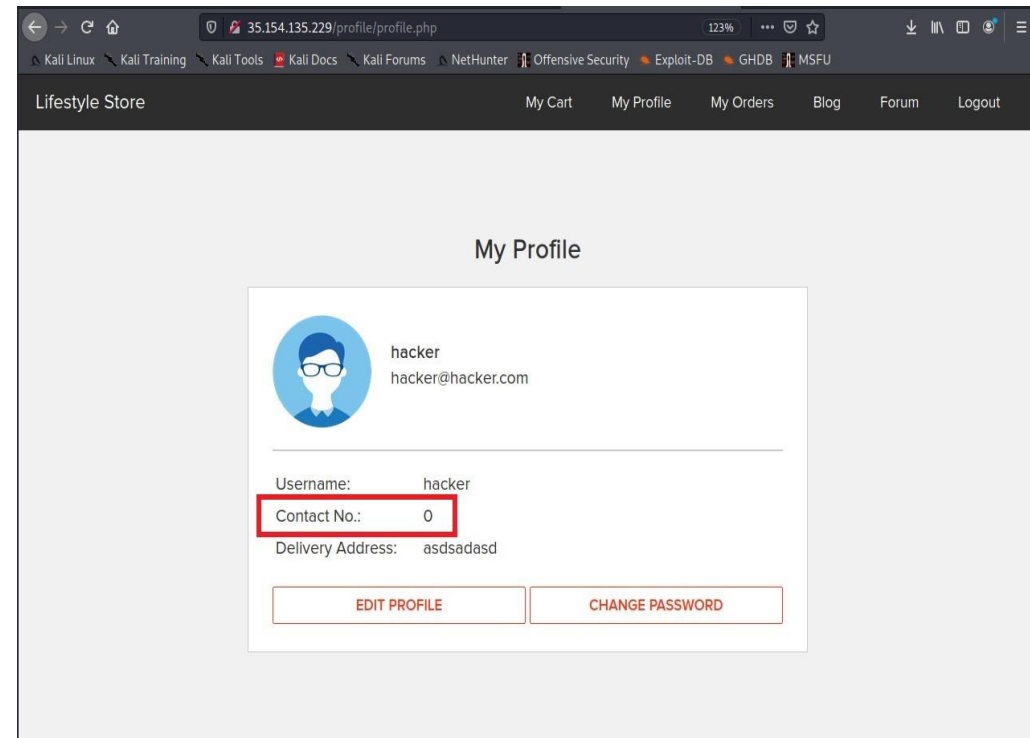 35.154.135.229/profile/profile.php 123%
Kali Linux Kali Training Kali Tools Kali Docs Kali Forums NetHunter Offensive Security Exploit-DB GHDB MSFU
Lifestyle Store My Cart My Profile My Orders Blog Forum Logout
My Profile
hacker
hacker@hacker.com
Username: hacker
Contact No.: 0
Delivery Address: asdsadasd
EDIT PROFILE CHANGE PASSWORD